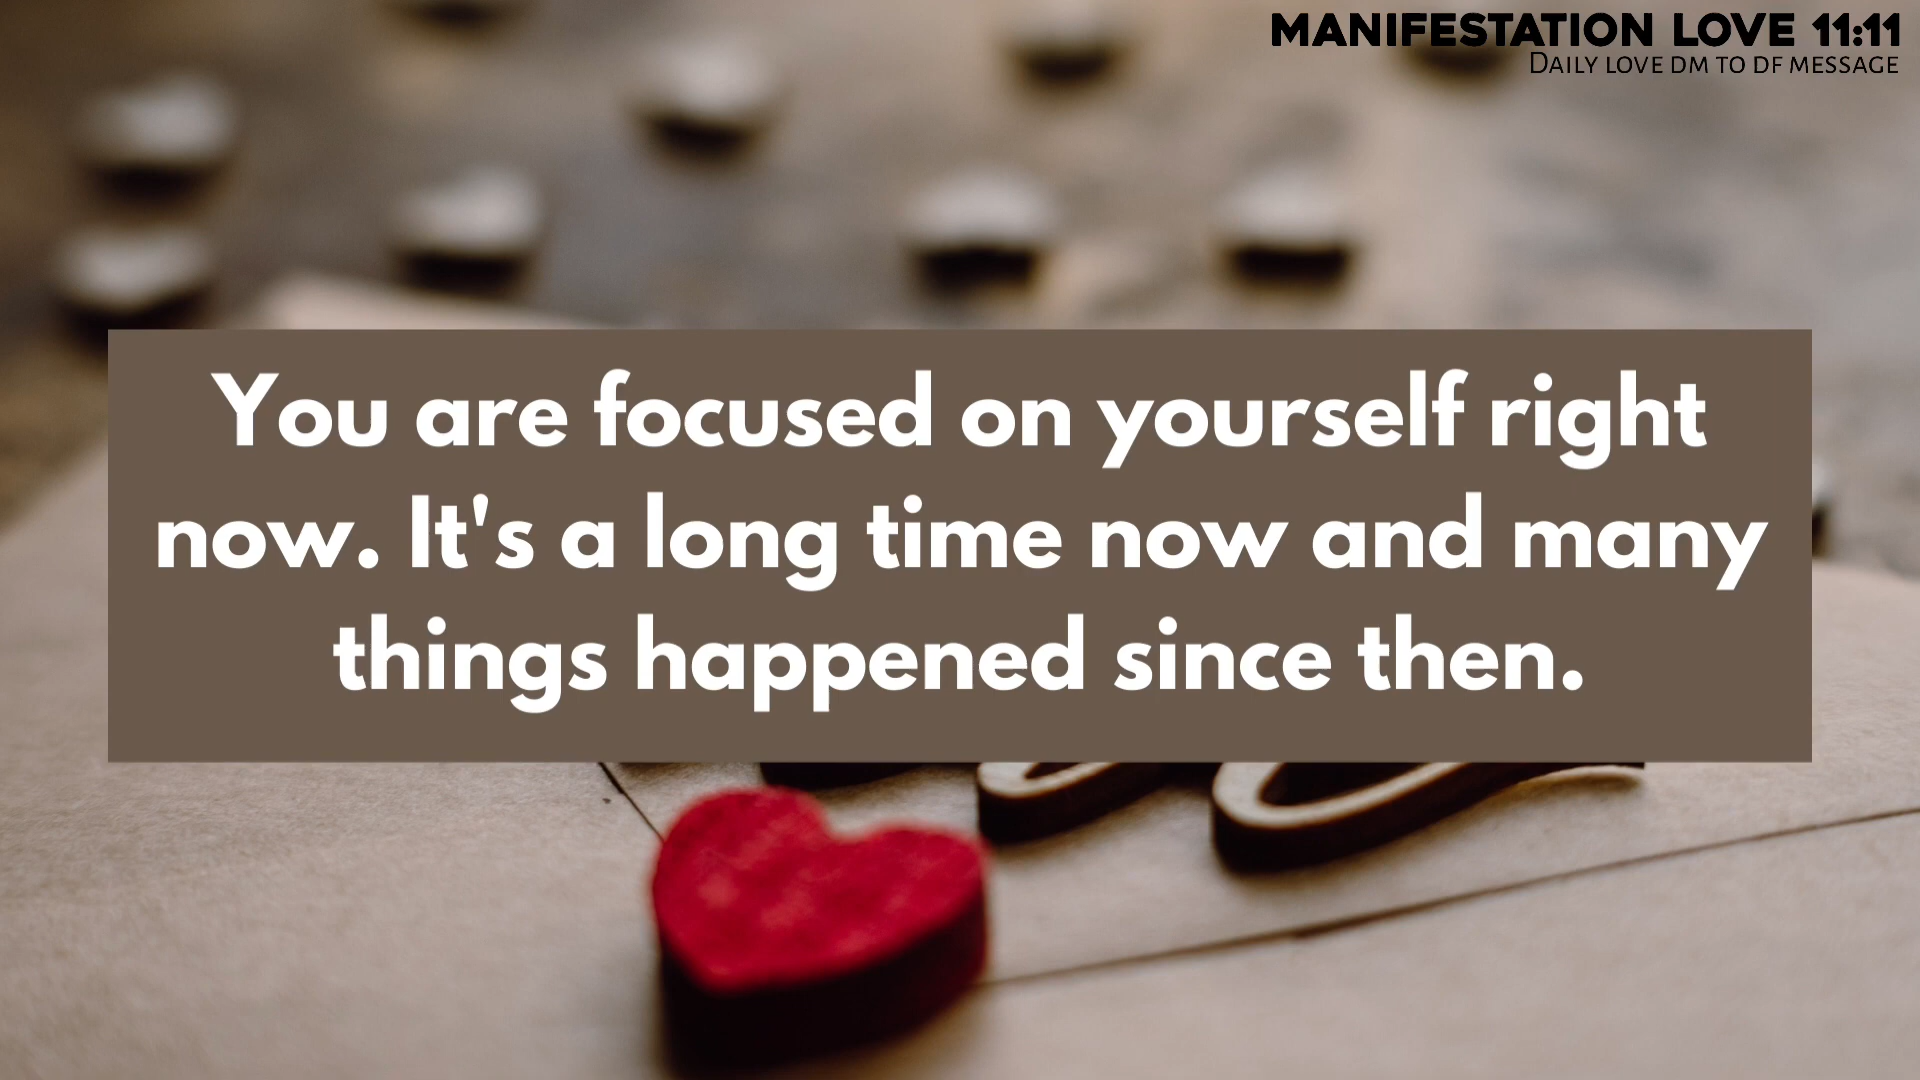 MANIFESTATION LOVE 11:11
DAILY LOVE DM TO DF MESSAGE
You are focused on yourself right
now. It's a long time now and many
things happened since then.